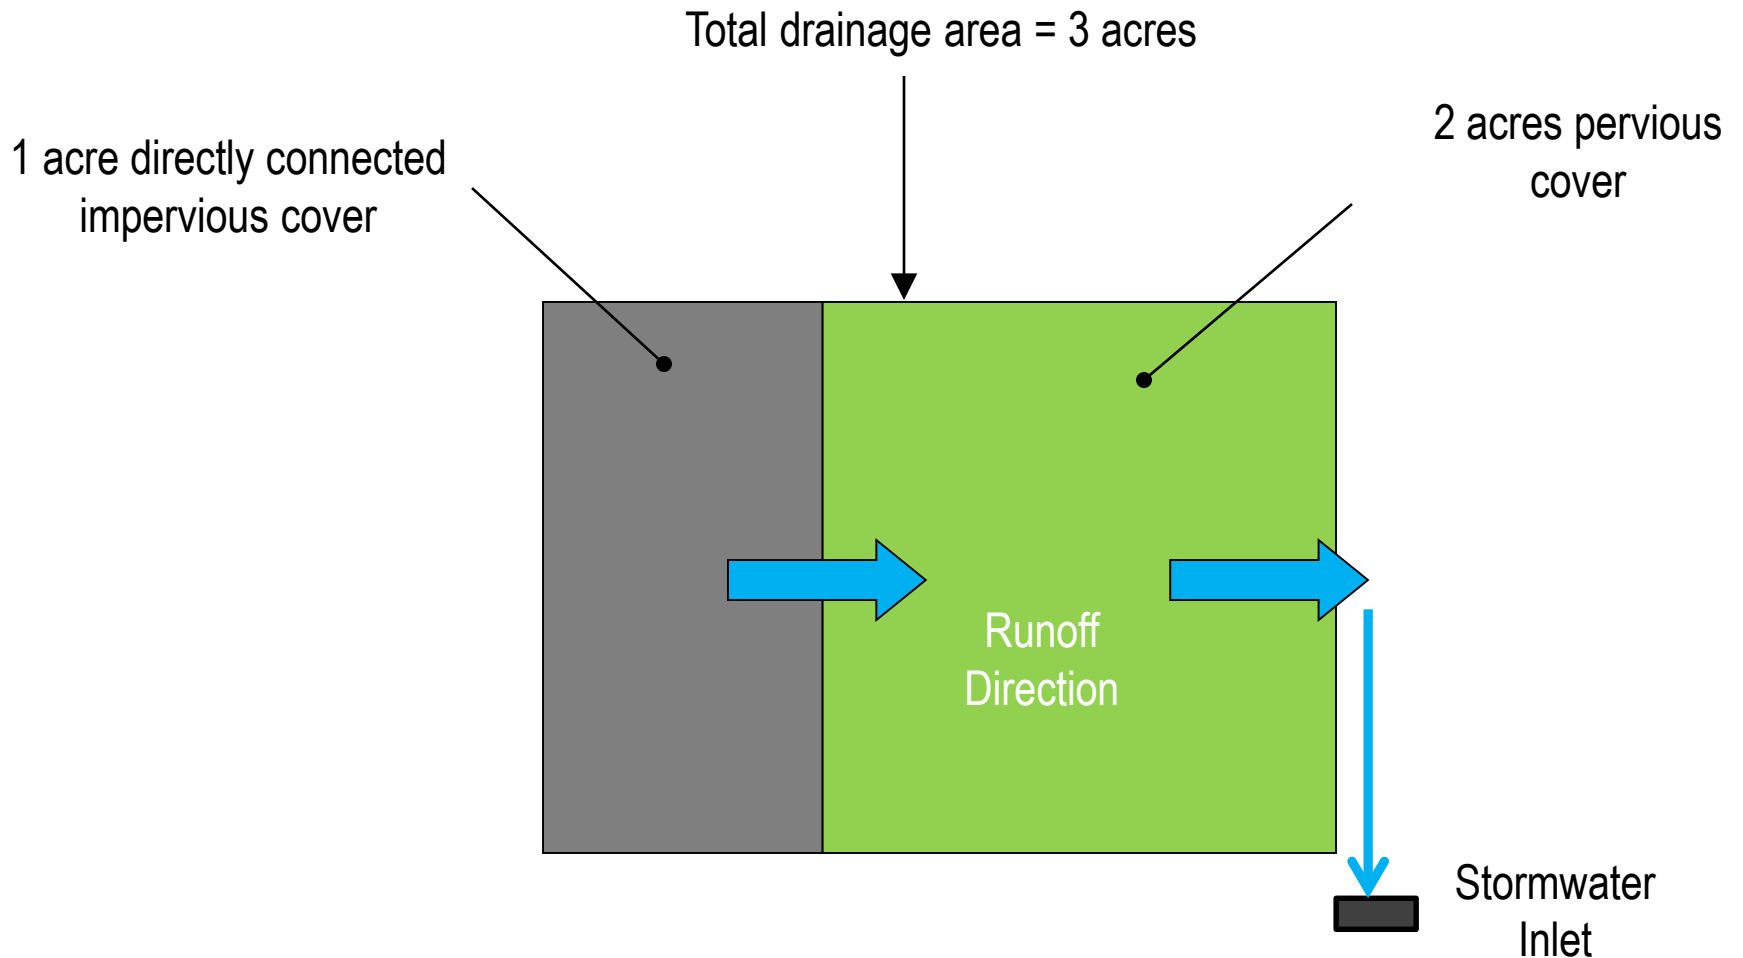 Total drainage area = 3 acres
1 acre directly connected
impervious cover
2 acres pervious
cover
Runoff
Direction
Stormwater
Inlet